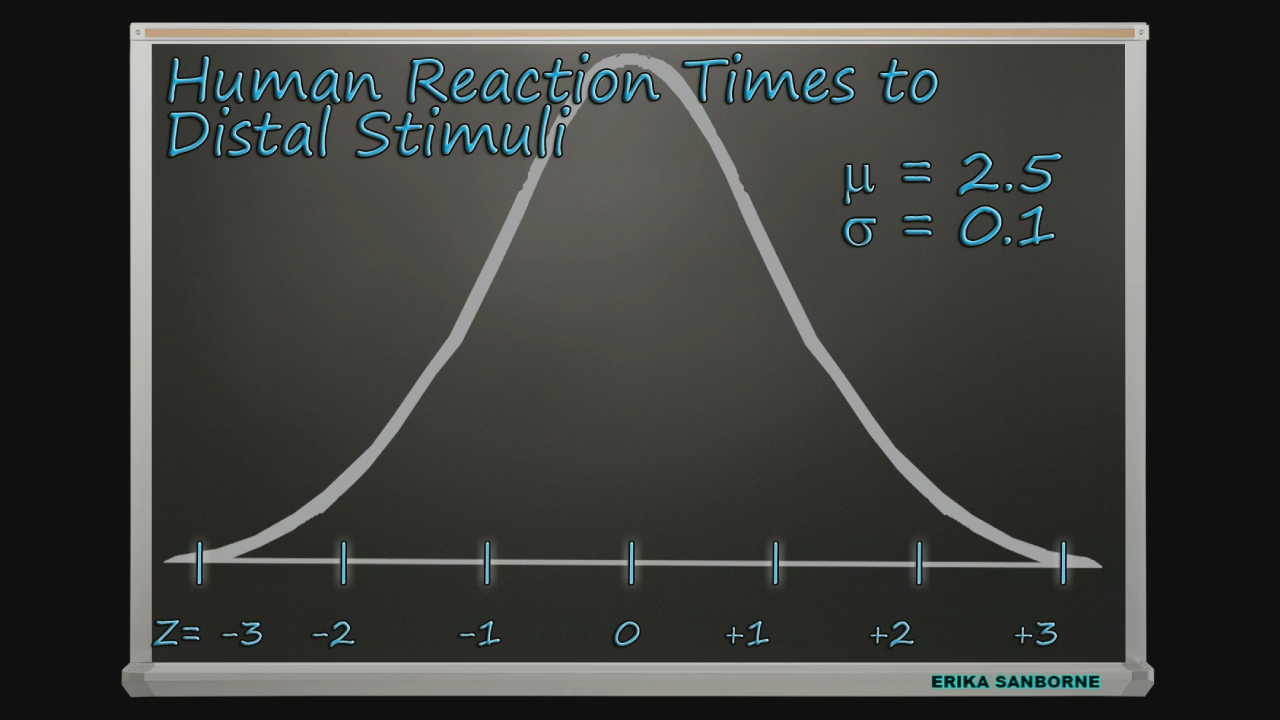 Human Reaction Times to
Distal Stimuli
μ = 2.5
σ = 0.1
Z= -3 -2 -1 0 +1 +2 +3
ERIKA SANBORNE